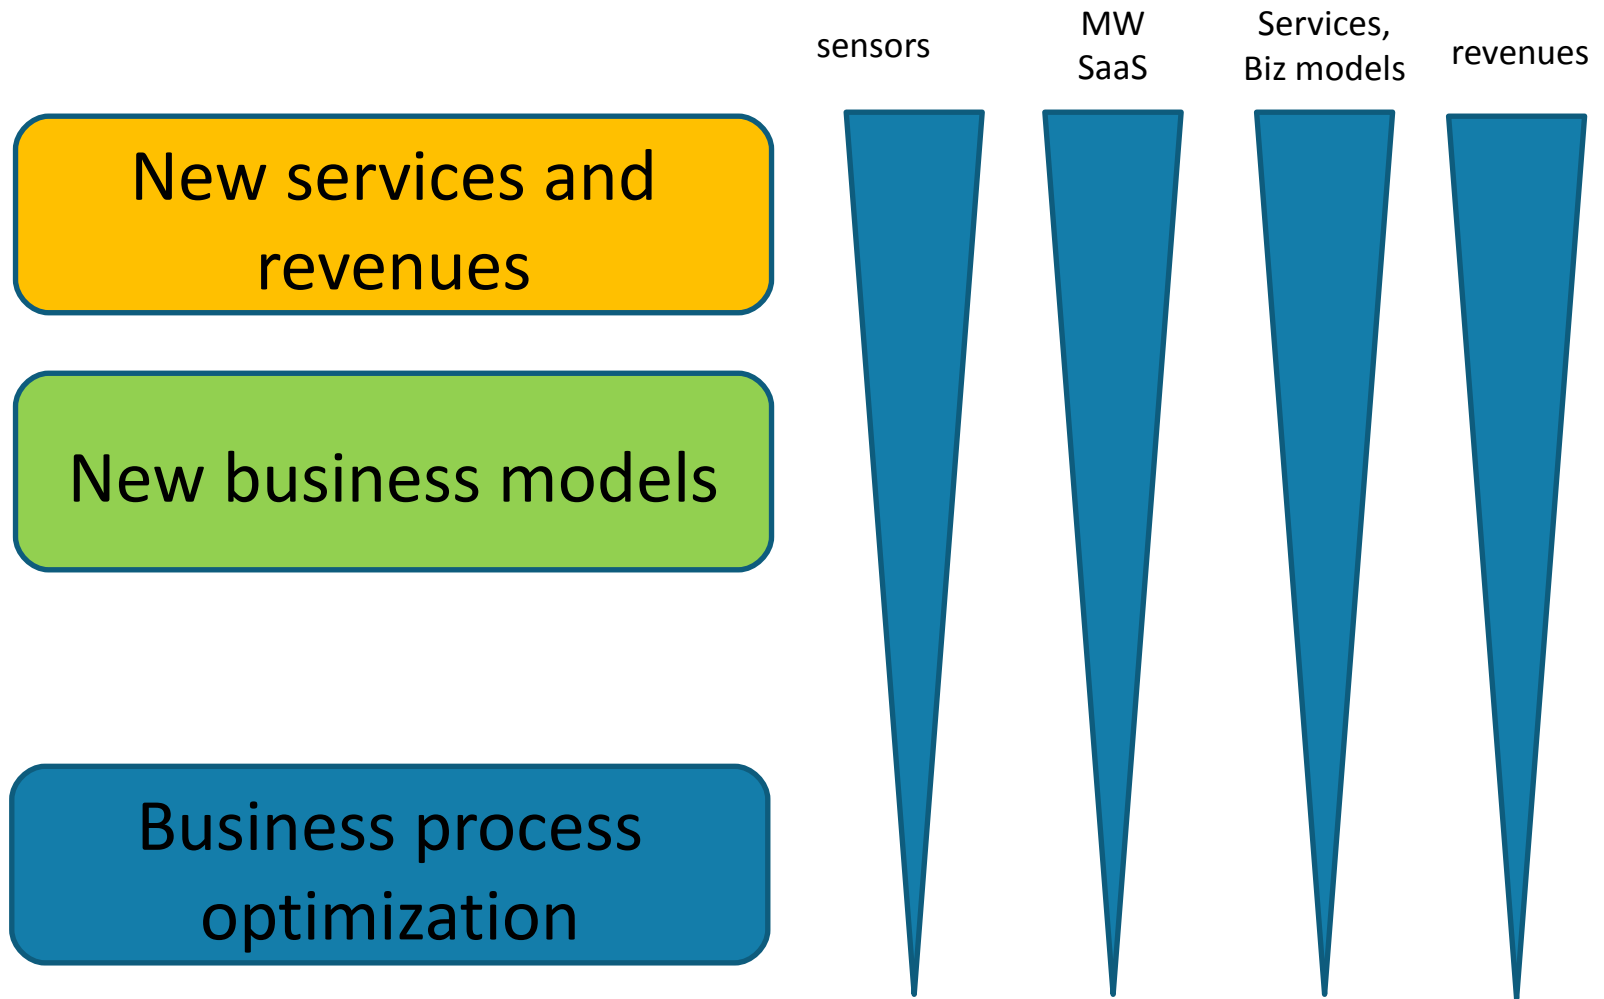 sensors
MW
SaaS
Services,
Biz models
revenues
New services and
revenues
New business models
Business process
optimization